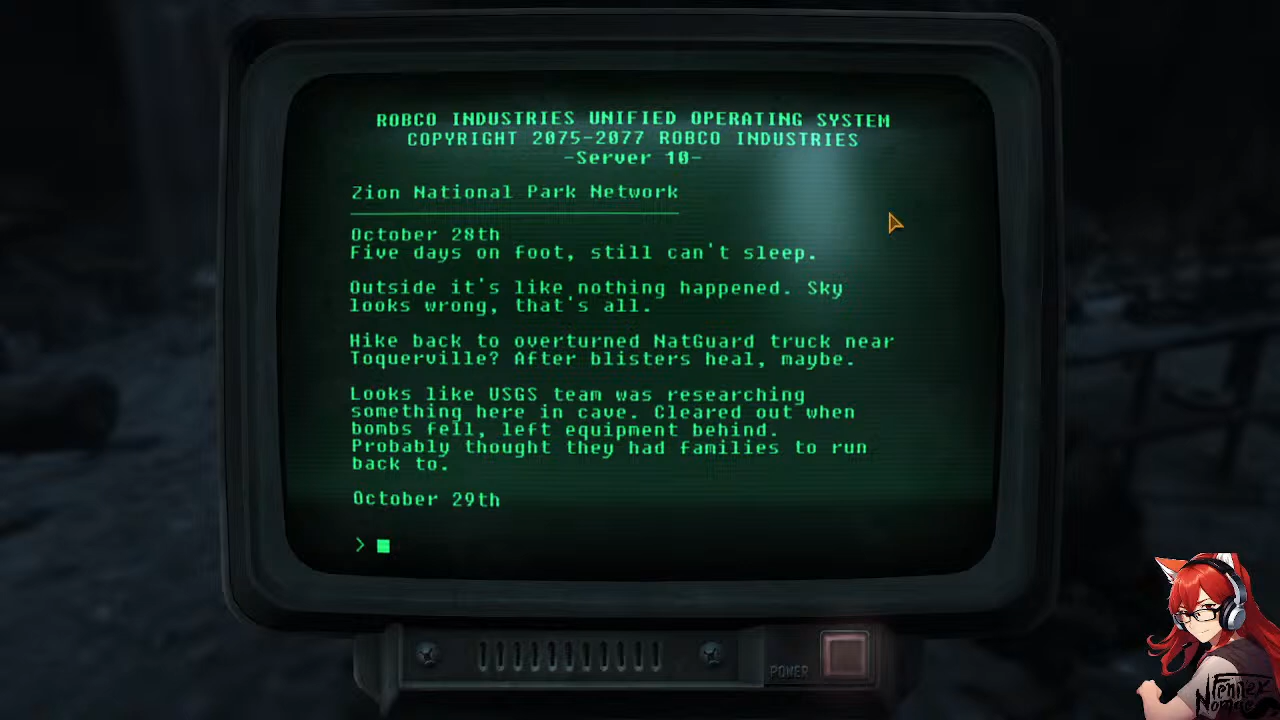 ROBCO INDUSTRIES UNIFIED OPERATING SYSTEM
COPYRIGHT 2075-2077 ROBCO INDUSTRIES
-Server 10-
Zion National Park Network
October 28th
Five days on foot, still can't sleep.
Outside it's like nothing happened. Sky
looks wrong, that's all.
Hike back to overturned NatGuard truck near
Toquerville? After blisters heal, maybe.
Looks like USGS team was researching
something here in cave. Cleared out when
bombs fell, left equipment behind.
Probably thought they had families to run
back to.
October 29th
>
POWER